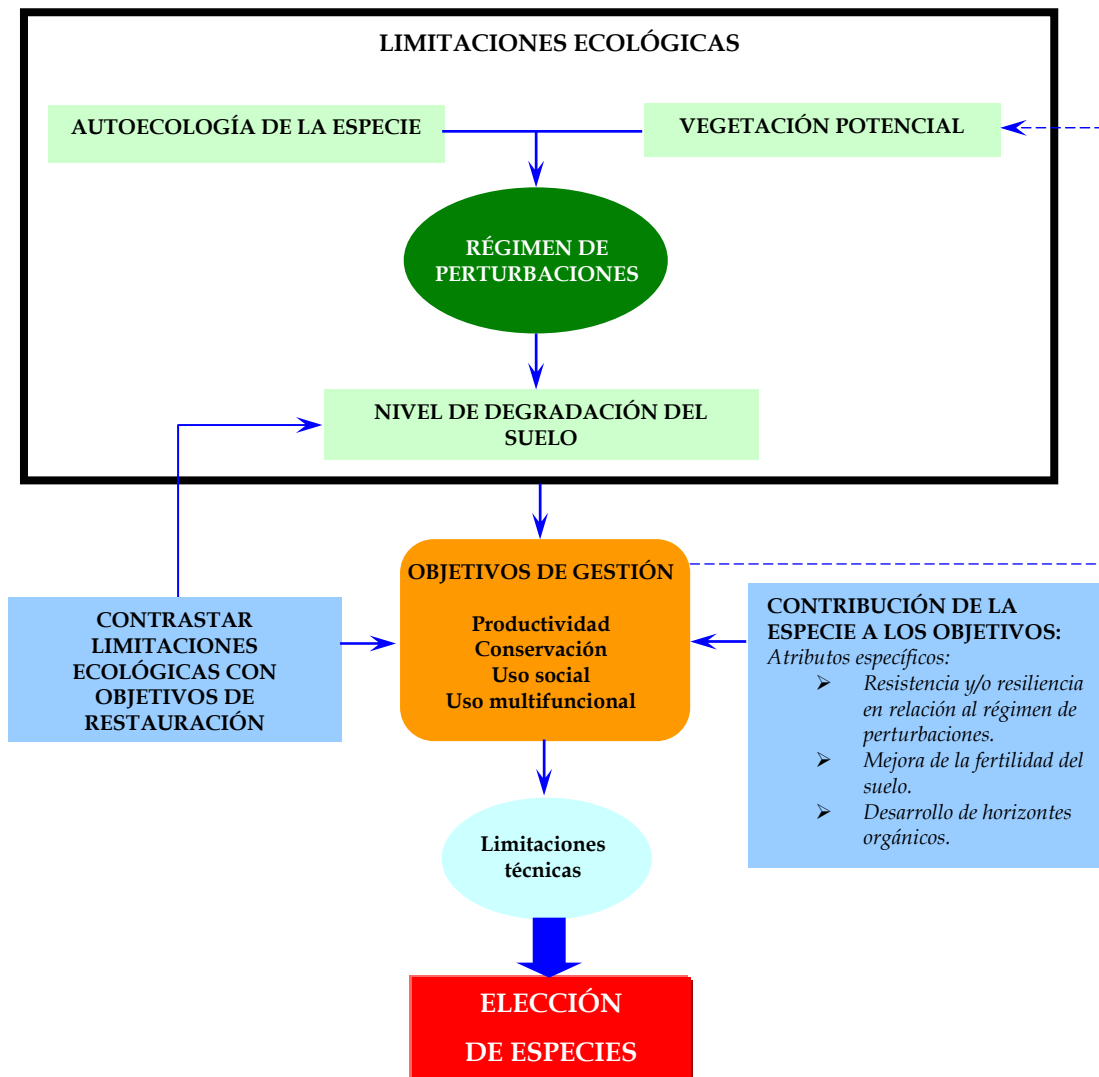 LIMITACIONES ECOLÓGICAS
AUTOECOLOGÍA DE LA ESPECIE
VEGETACIÓN POTENCIAL
RÉGIMEN DE
PERTURBACIONES
NIVEL DE DEGRADACIÓN DEL
SUELO
OBJETIVOS DE GESTIÓN
Productividad
Conservación
Uso social
Uso multifuncional
CONTRASTAR
LIMITACIONES
ECOLÓGICAS CON
OBJETIVOS DE
RESTAURACIÓN
CONTRIBUCIÓN DE LA
ESPECIE A LOS OBJETIVOS:
Atributos específicos:
➢ Resistencia y/o resiliencia
en relación al régimen de
perturbaciones.
➢ Mejora de la fertilidad del
suelo.
➢ Desarrollo de horizontes
orgánicos.
Limitaciones
técnicas
ELECCIÓN
DE ESPECIES